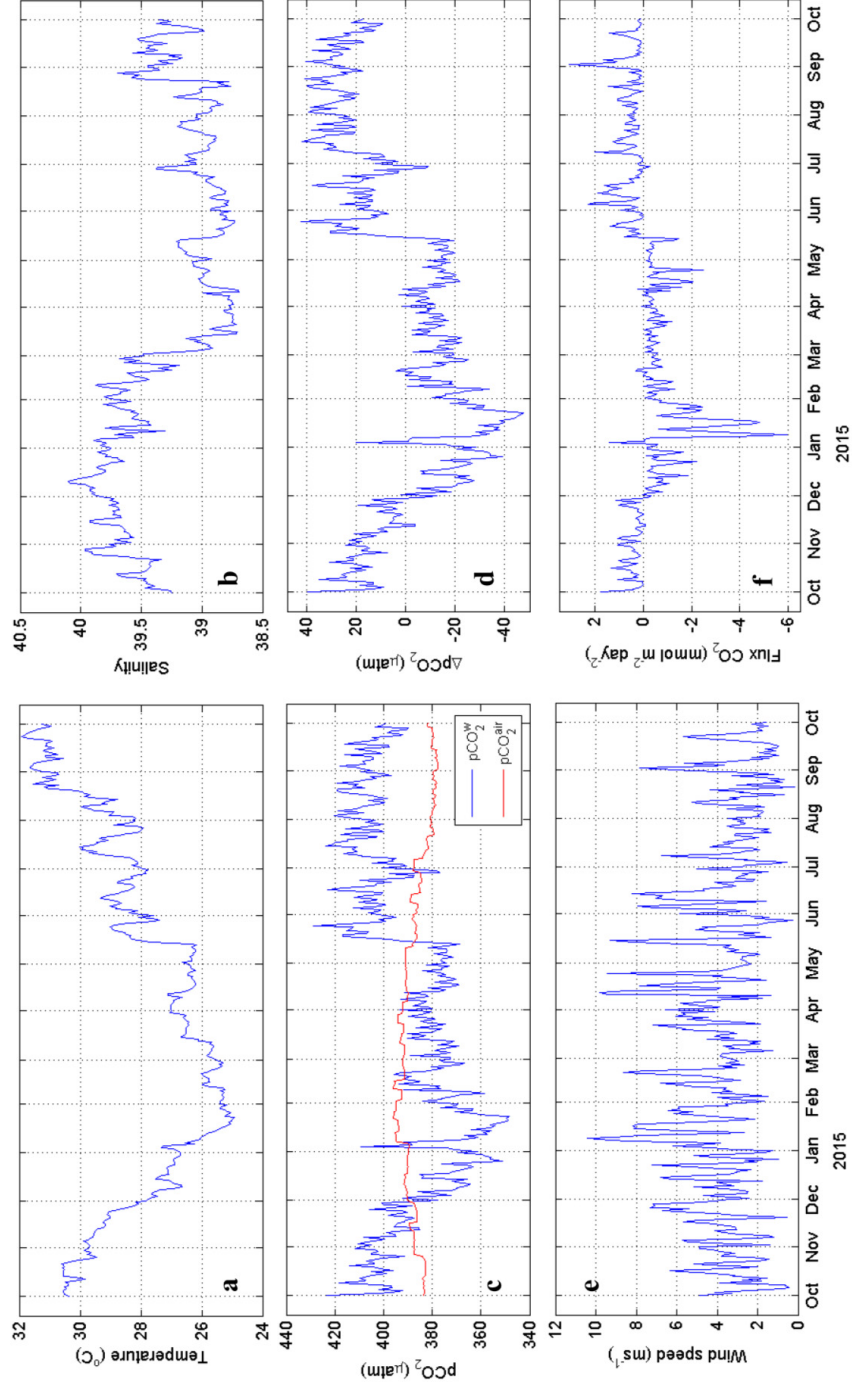 32
30
28
26
24
Temperature (⁰C)
a
40.5
40
39.5
39
38.5
Salinity
b
440
420
400
380
360
340
pCO₂ (μatm)
c
pCO₂ʷ
pCO₂ᵃⁱʳ
40
20
0
-20
-40
ΔpCO₂ (μatm)
d
12
10
8
6
4
2
0
Wind speed (ms⁻¹)
e
Oct Nov Dec Jan Feb Mar Apr May Jun Jul Aug Sep Oct
2015
2
0
-2
-4
-6
Flux CO₂ (mmol m⁻² day⁻²)
f
Oct Nov Dec Jan Feb Mar Apr May Jun Jul Aug Sep Oct
2015